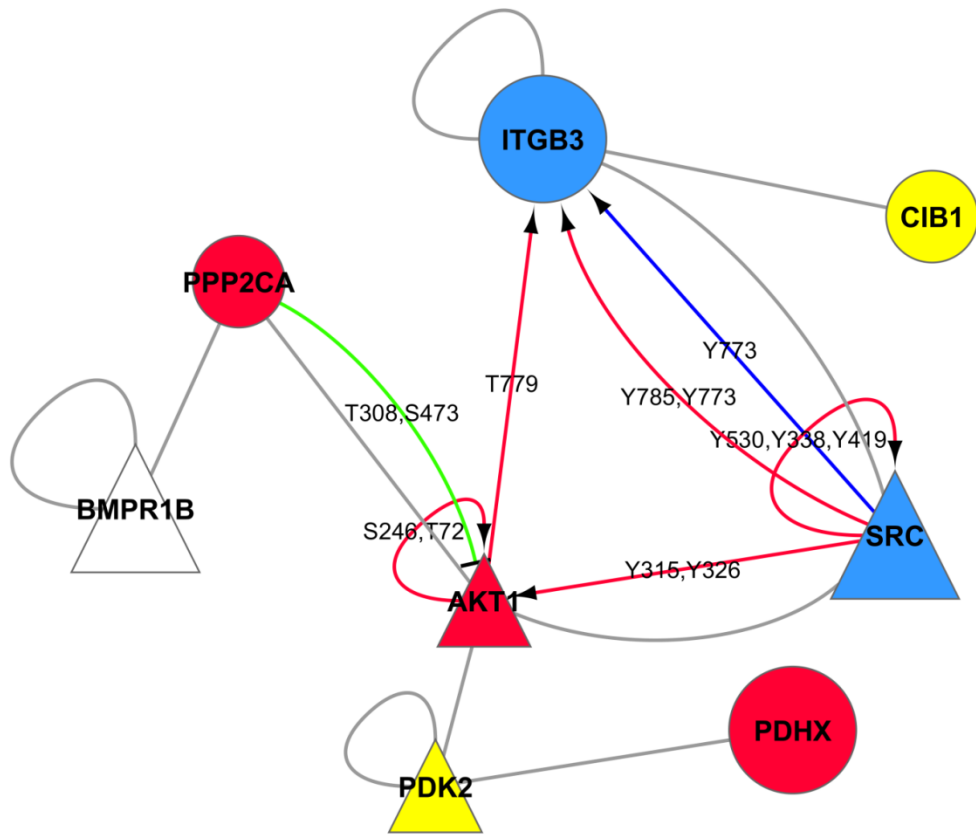 ITGB3
CIB1
PPP2CA
Y773
T779
Y785,Y773
T308,S473
Y530,Y338,Y419
BMPR1B
S246,T72
SRC
Y315,Y326
AKT1
PDHX
PDK2